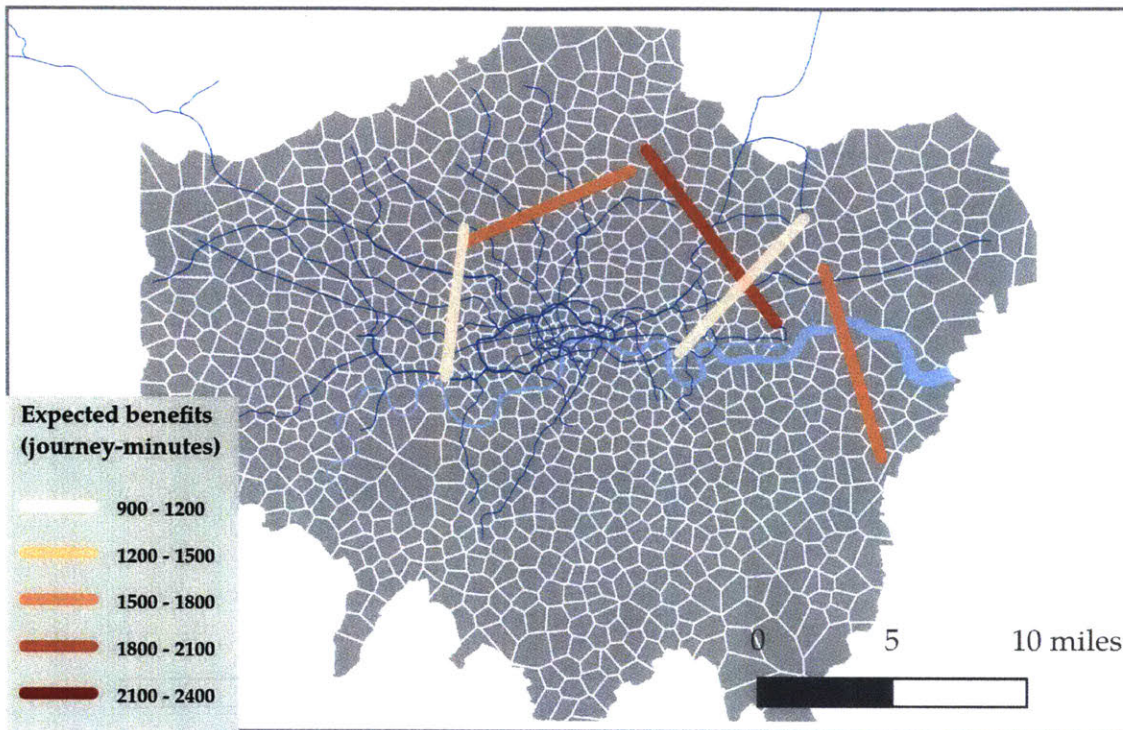 Expected benefits
(journey-minutes)
900 - 1200
1200 - 1500
1500 - 1800
1800 - 2100
2100 - 2400
0 5 10 miles